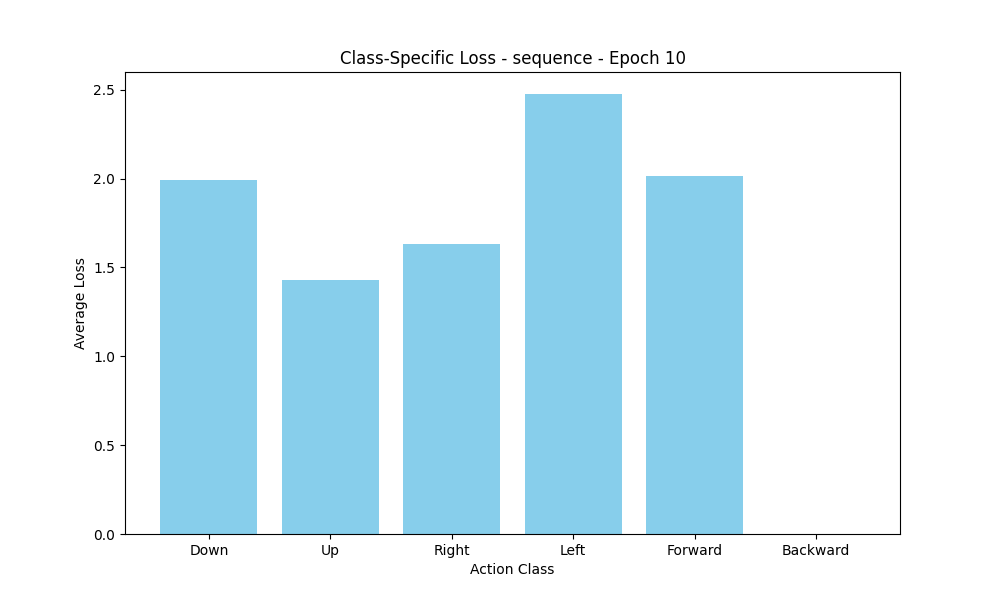 Class-Specific Loss - sequence - Epoch 10
2.5
2.0
1.5
1.0
0.5
0.0
Average Loss
Down Up Right Left Forward Backward
Action Class